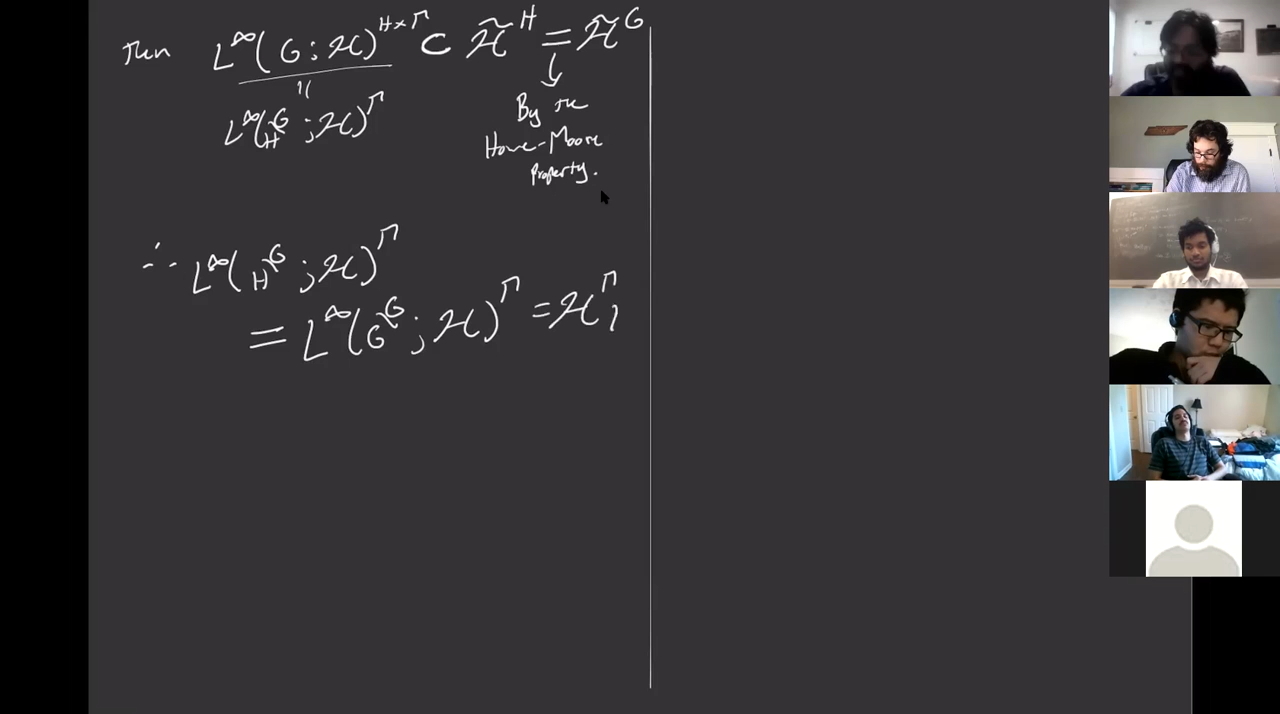 Then L^∞(G; ℋ)^{H×Γ} ⊂ ℋ̃^H = ℋ̃^G
∥
L^∞(H\G; ℋ)^Γ
By the
Howe-Moore
Property.
∴ L^∞(H\G; ℋ)^Γ
= L^∞(G\G; ℋ)^Γ = ℋ^Γ,